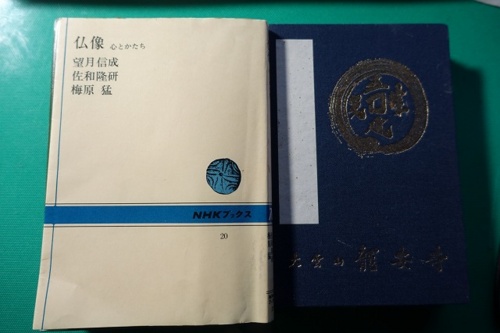 仏像 心とかたち
望月信成
佐和隆研
梅原 猛
NHKブックス
20
大雲山 龍安寺